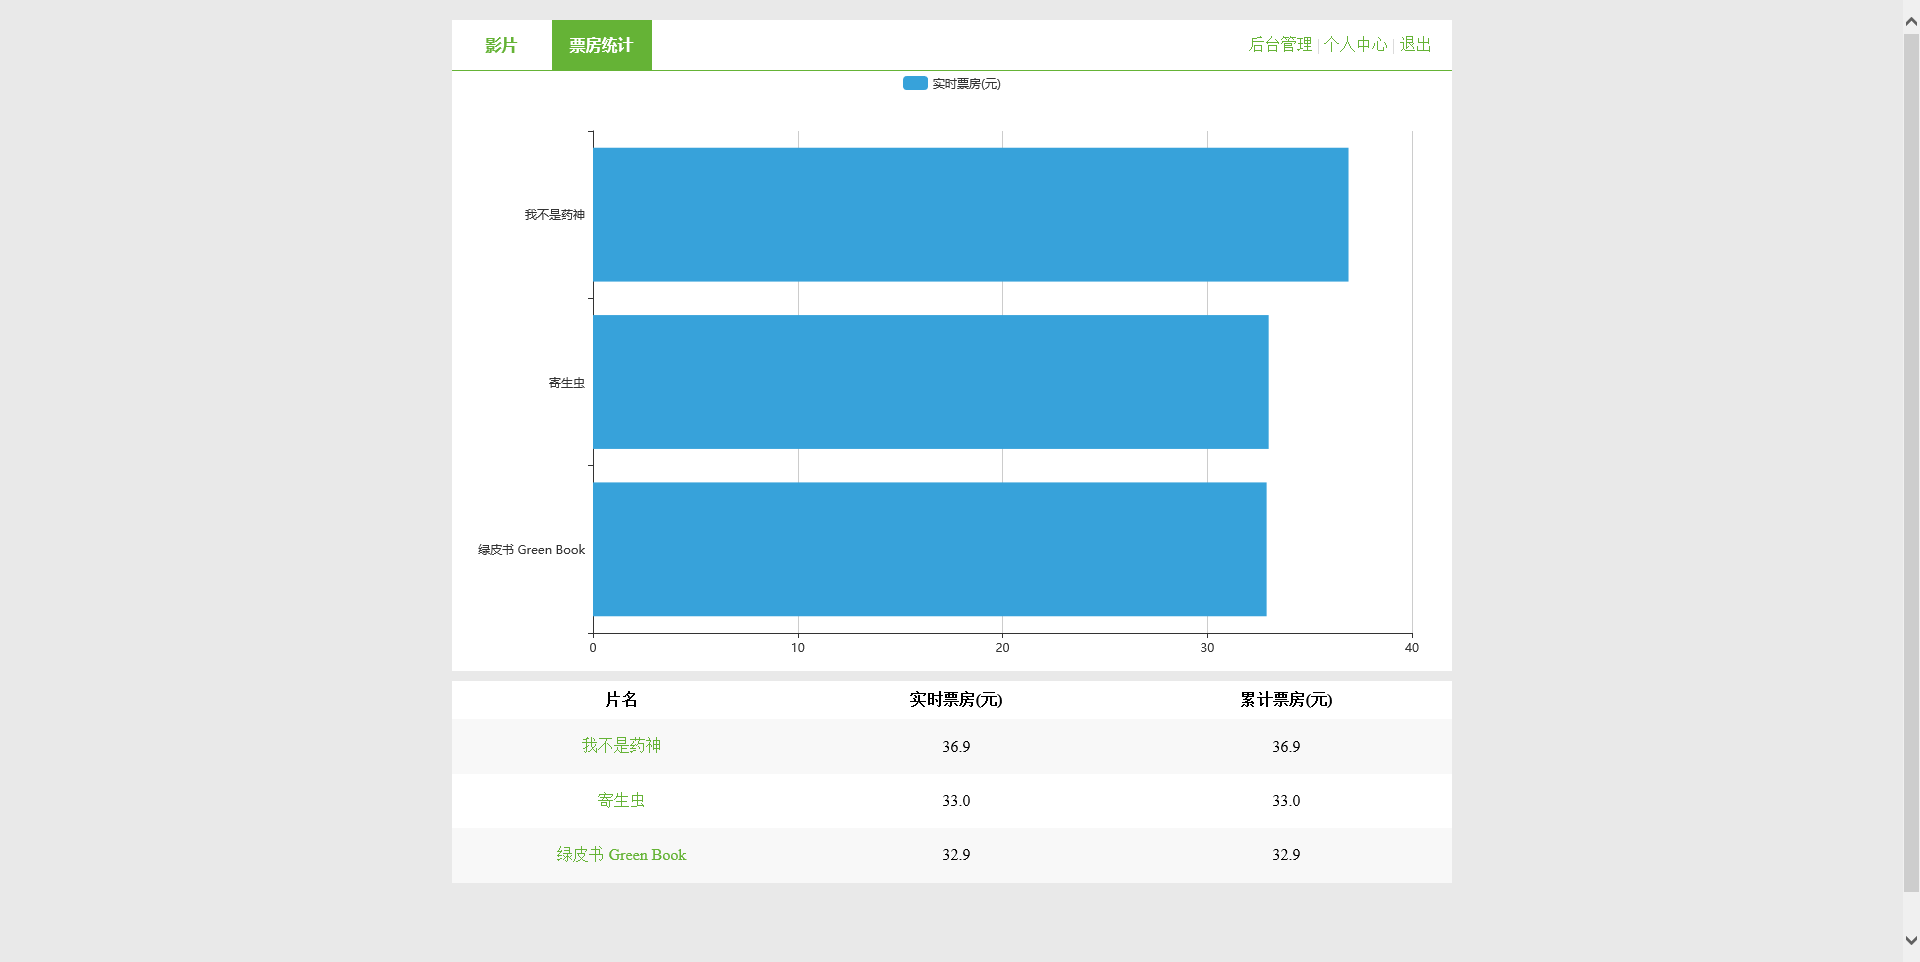 影片 票房统计 后台管理 | 个人中心 | 退出
实时票房(元)
我不是药神
寄生虫
绿皮书 Green Book
0 10 20 30 40
片名 实时票房(元) 累计票房(元)
我不是药神 36.9 36.9
寄生虫 33.0 33.0
绿皮书 Green Book 32.9 32.9